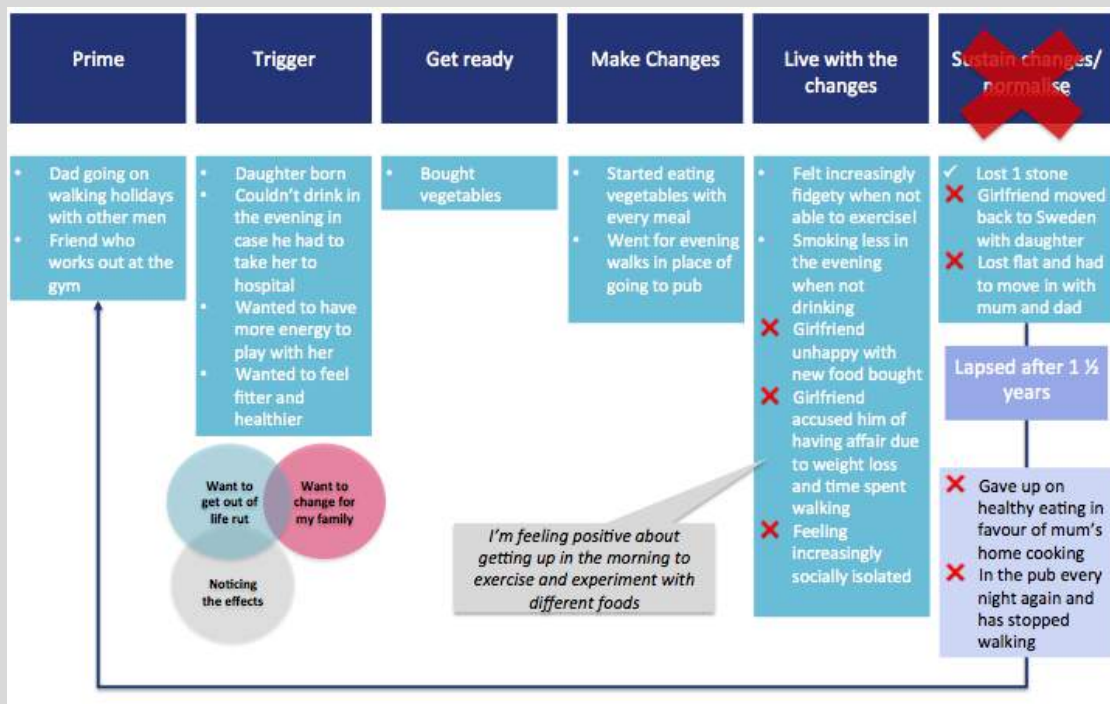 Prime
Trigger
Get ready
Make Changes
Live with the
changes
Sustain changes/
normalise
• Dad going on
walking holidays
with other men
• Friend who
works out at the
gym
• Daughter born
• Couldn't drink in
the evening in
case he had to
take her to
hospital
• Wanted to have
more energy to
play with her
• Wanted to feel
fitter and
healthier
• Bought
vegetables
• Started eating
vegetables with
every meal
• Went for evening
walks in place of
going to pub
• Felt increasingly
fidgety when not
able to exercise!
• Smoking less in
the evening
when not
drinking
Girlfriend
unhappy with
new food bought
Girlfriend
accused him of
having affair due
to weight loss
and time spent
walking
Feeling
increasingly
socially isolated
✓ Lost 1 stone
Girlfriend moved
back to Sweden
with daughter
Lost flat and had
to move in with
mum and dad
Lapsed after 1 ½
years
Gave up on
healthy eating in
favour of mum's
home cooking
In the pub every
night again and
has stopped
walking
Want to
get out of
life rut
Want to
change for
my family
Noticing
the effects
I'm feeling positive about
getting up in the morning to
exercise and experiment with
different foods